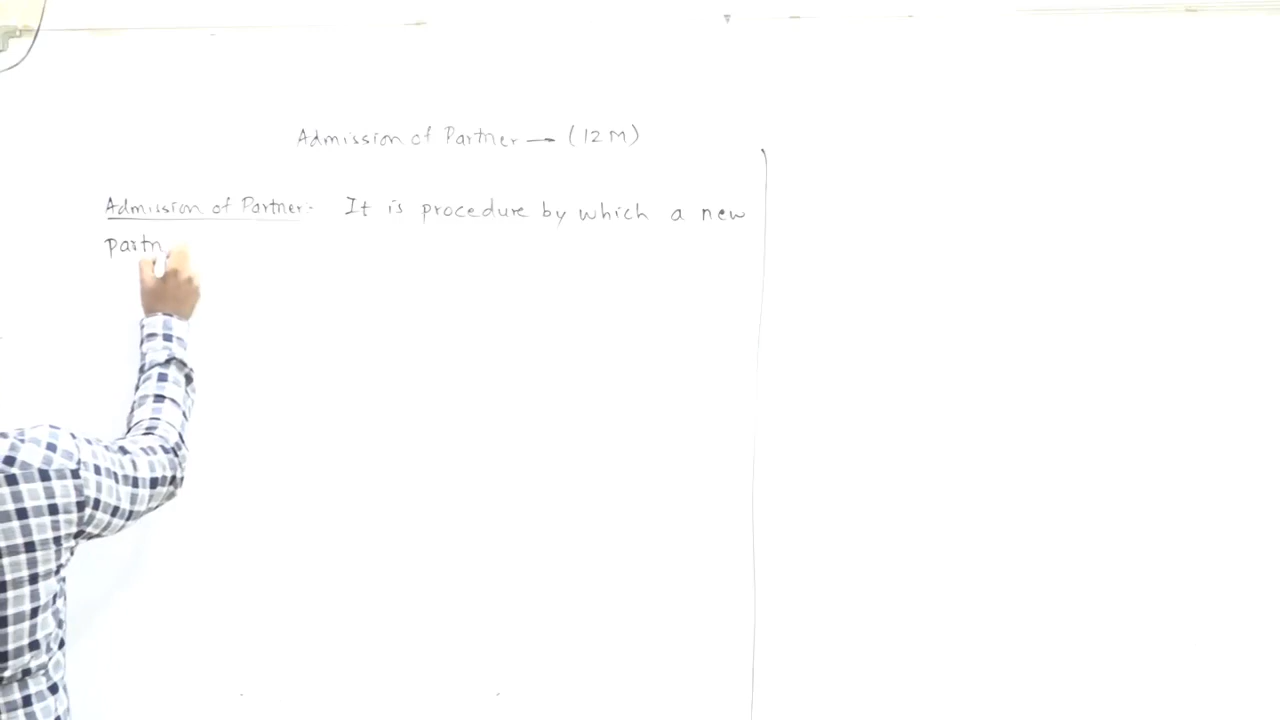 Admission of Partner — (12 M)
Admission of Partner:- It is procedure by which a new
partn